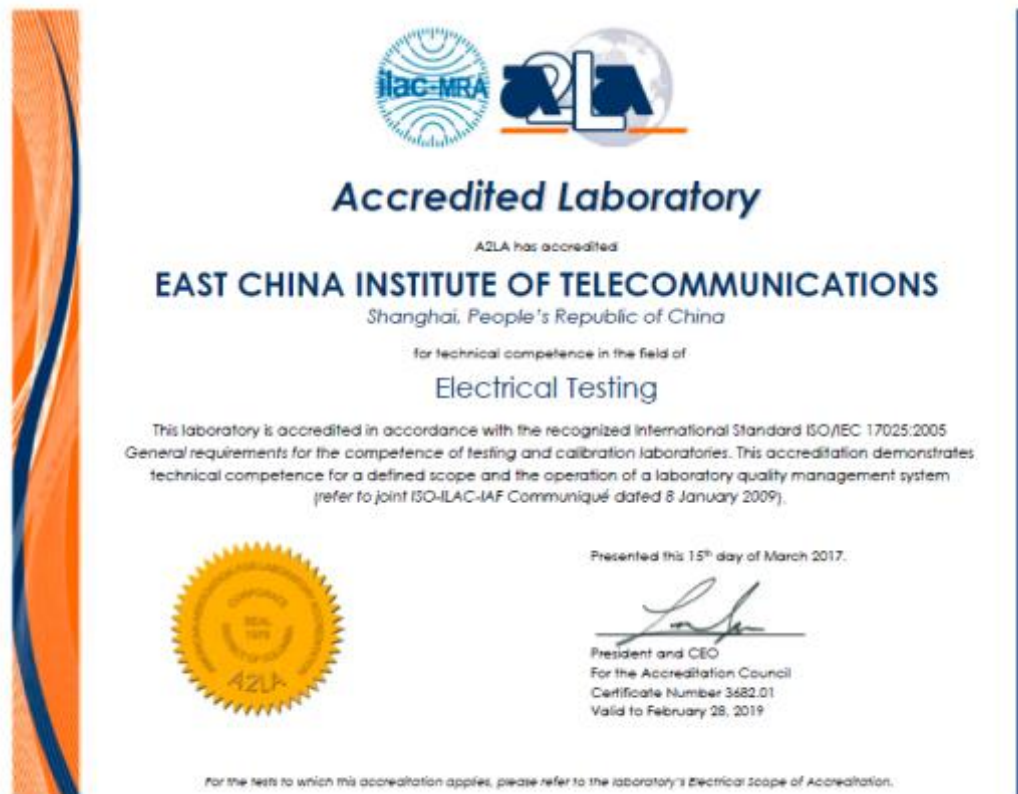 ilac-MRA
a2La
Accredited Laboratory
A2LA has accredited
EAST CHINA INSTITUTE OF TELECOMMUNICATIONS
Shanghai, People's Republic of China
for technical competence in the field of
Electrical Testing
This laboratory is accredited in accordance with the recognized International Standard ISO/IEC 17025:2005
General requirements for the competence of testing and calibration laboratories. This accreditation demonstrates
technical competence for a defined scope and the operation of a laboratory quality management system
(refer to joint ISO-ILAC-IAF Communiqué dated 8 January 2009).
Presented this 15th day of March 2017.
President and CEO
For the Accreditation Council
Certificate Number 3682.01
Valid to February 28, 2019
CORPORATE
SEAL
1978
A2LA
For the tests to which this accreditation applies, please refer to the laboratory's Electrical Scope of Accreditation.